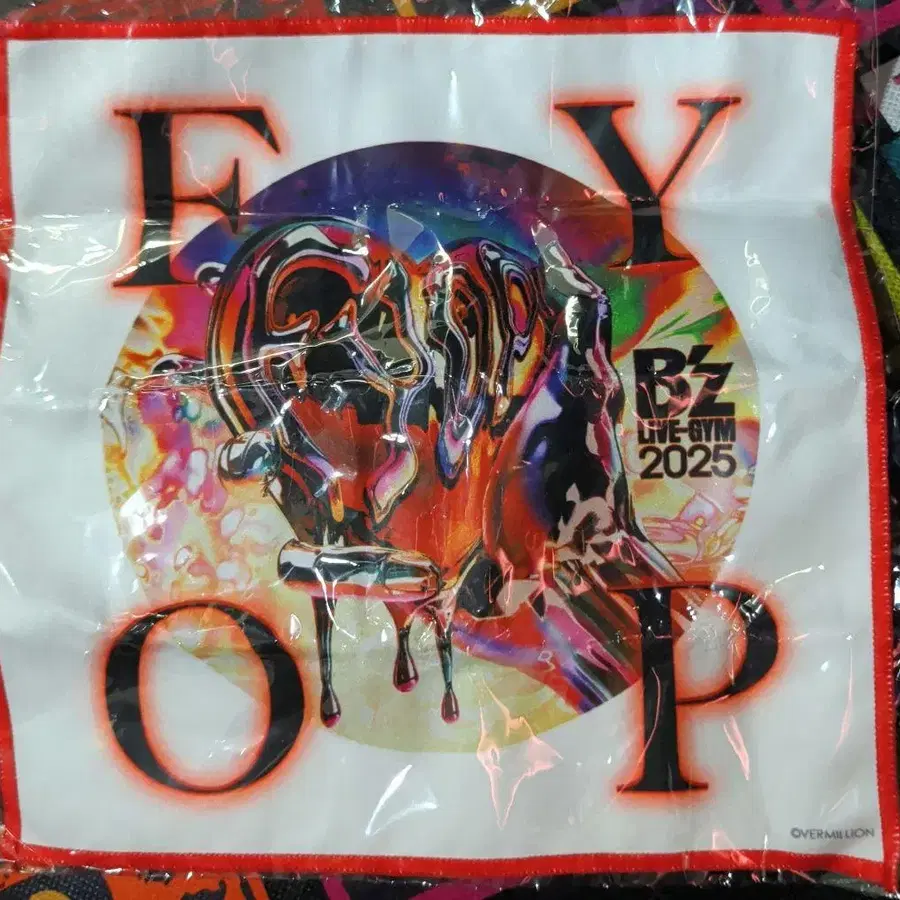 F Y
B'z
LIVE-GYM
2025
O P
©VERMILLION